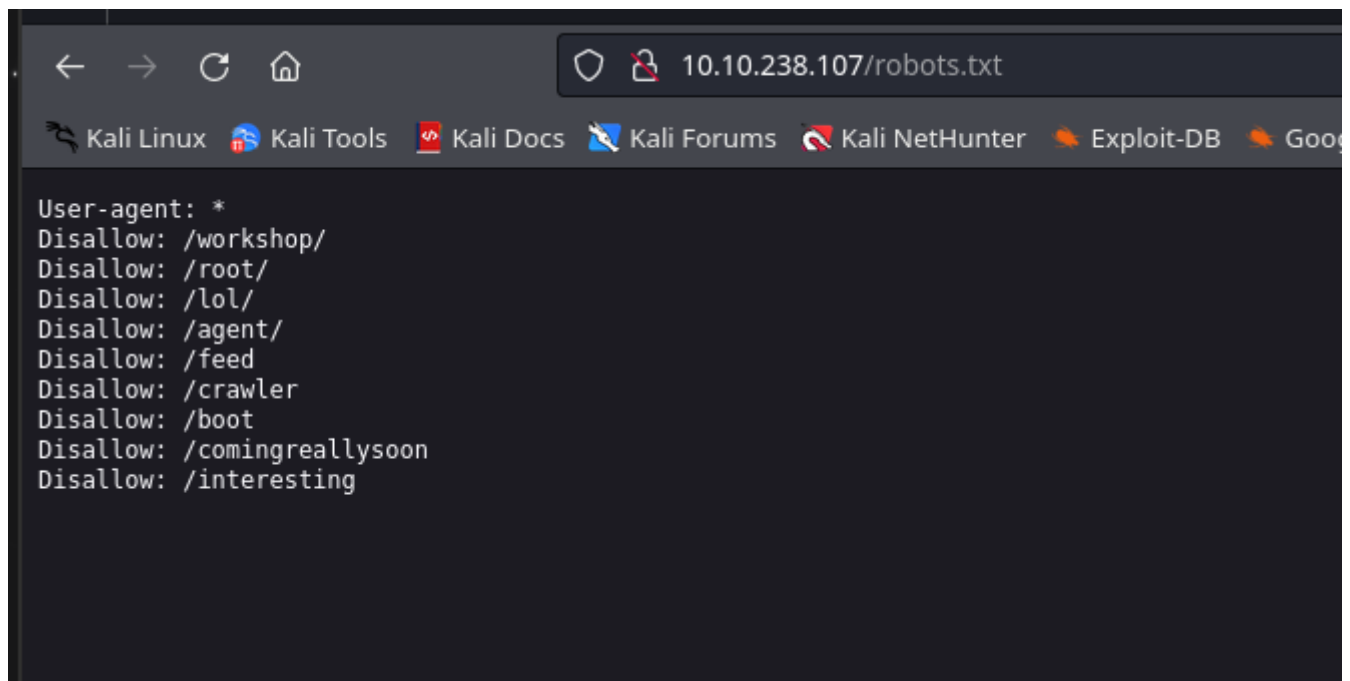 10.10.238.107/robots.txt
Kali Linux Kali Tools Kali Docs Kali Forums Kali NetHunter Exploit-DB
User-agent: *
Disallow: /workshop/
Disallow: /root/
Disallow: /lol/
Disallow: /agent/
Disallow: /feed
Disallow: /crawler
Disallow: /boot
Disallow: /comingreallysoon
Disallow: /interesting